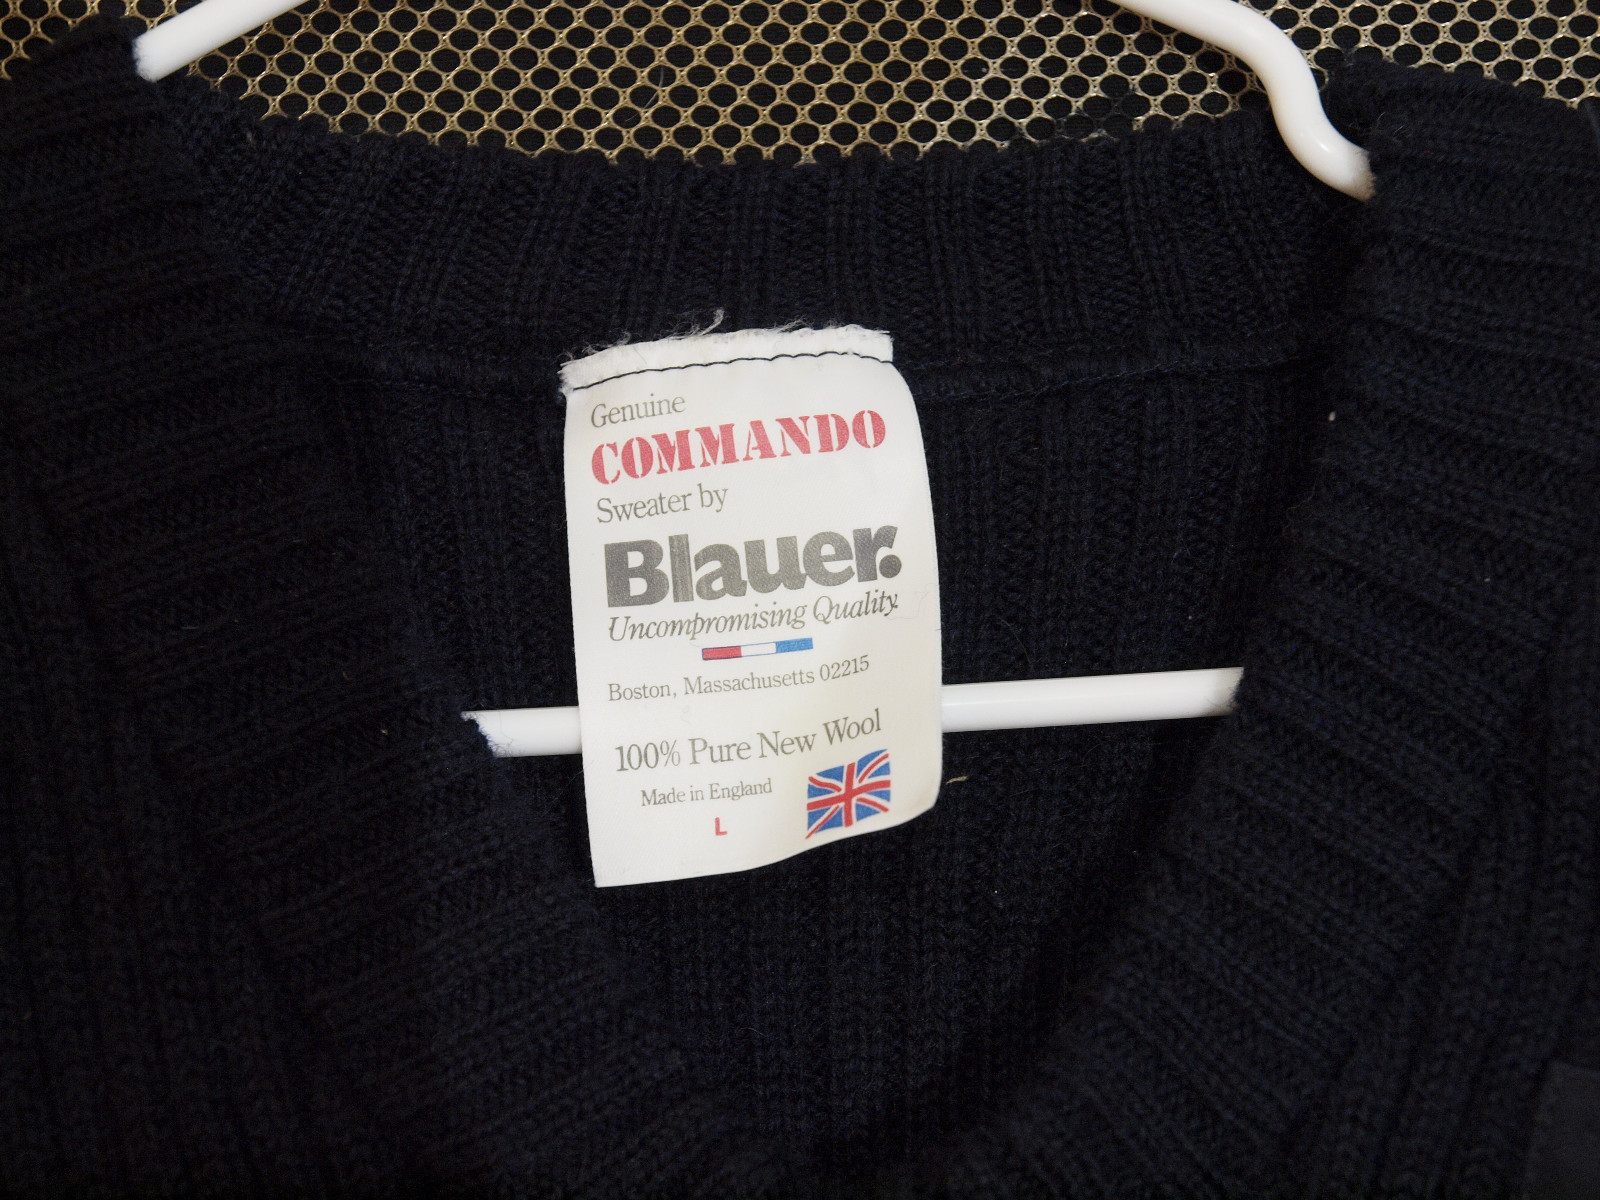 Genuine
COMMANDO
Sweater by
Blauer.
Uncompromising Quality.
Boston, Massachusetts 02215
100% Pure New Wool
Made in England
L